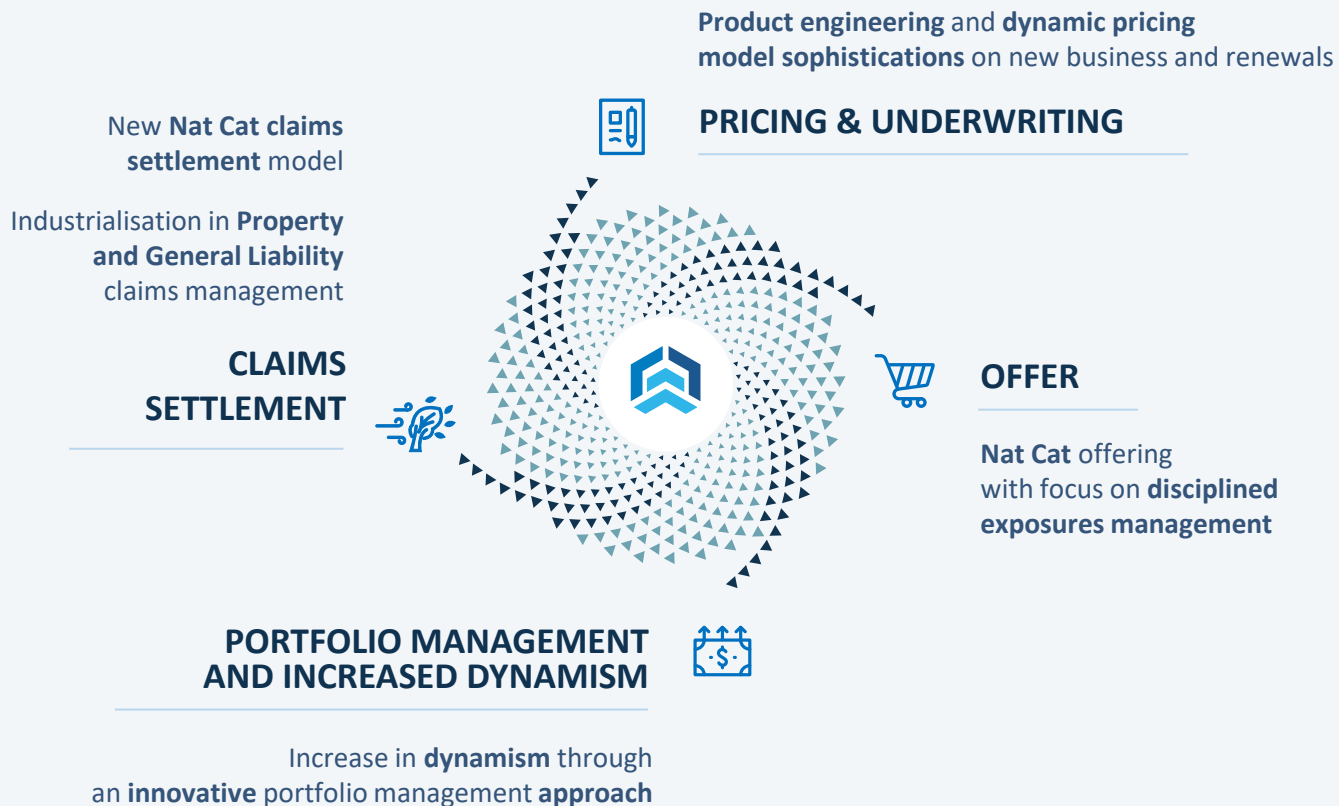 Product engineering and dynamic pricing
model sophistications on new business and renewals
PRICING & UNDERWRITING
New Nat Cat claims
settlement model
Industrialisation in Property
and General Liability
claims management
CLAIMS
SETTLEMENT
OFFER
Nat Cat offering
with focus on disciplined
exposures management
PORTFOLIO MANAGEMENT
AND INCREASED DYNAMISM
$
Increase in dynamism through
an innovative portfolio management approach